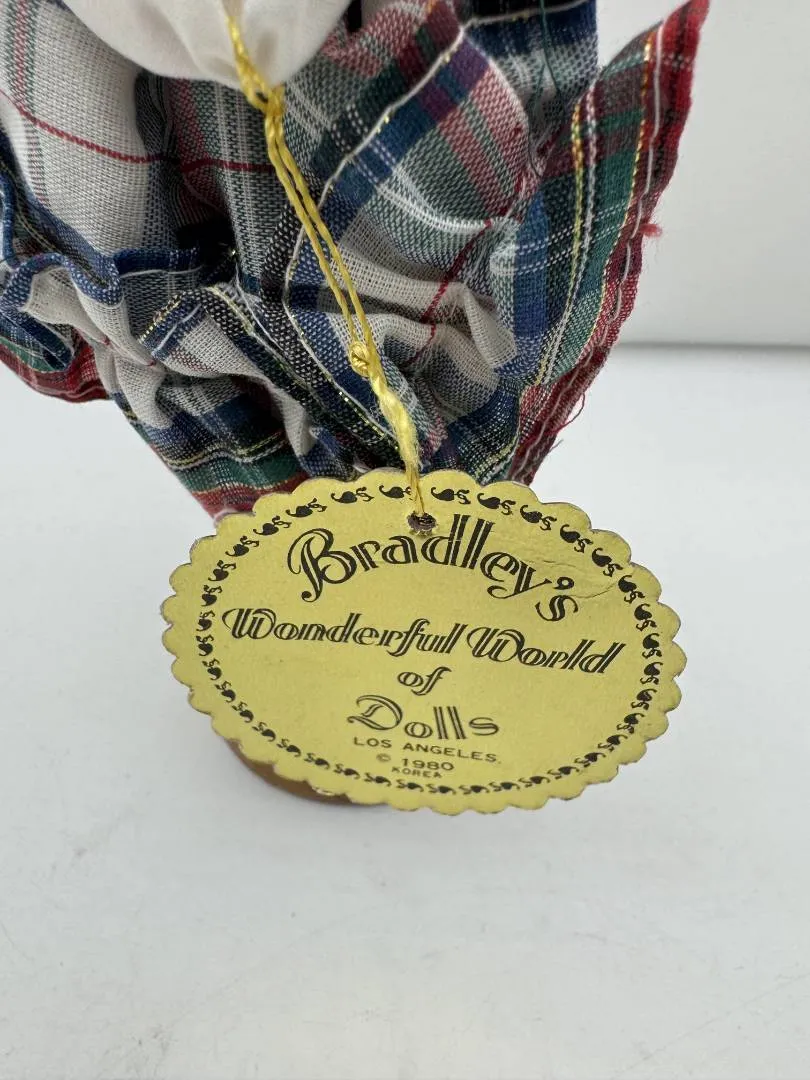 Bradley's
Wonderful World
of
Dolls
LOS ANGELES,
© 1980
KOREA